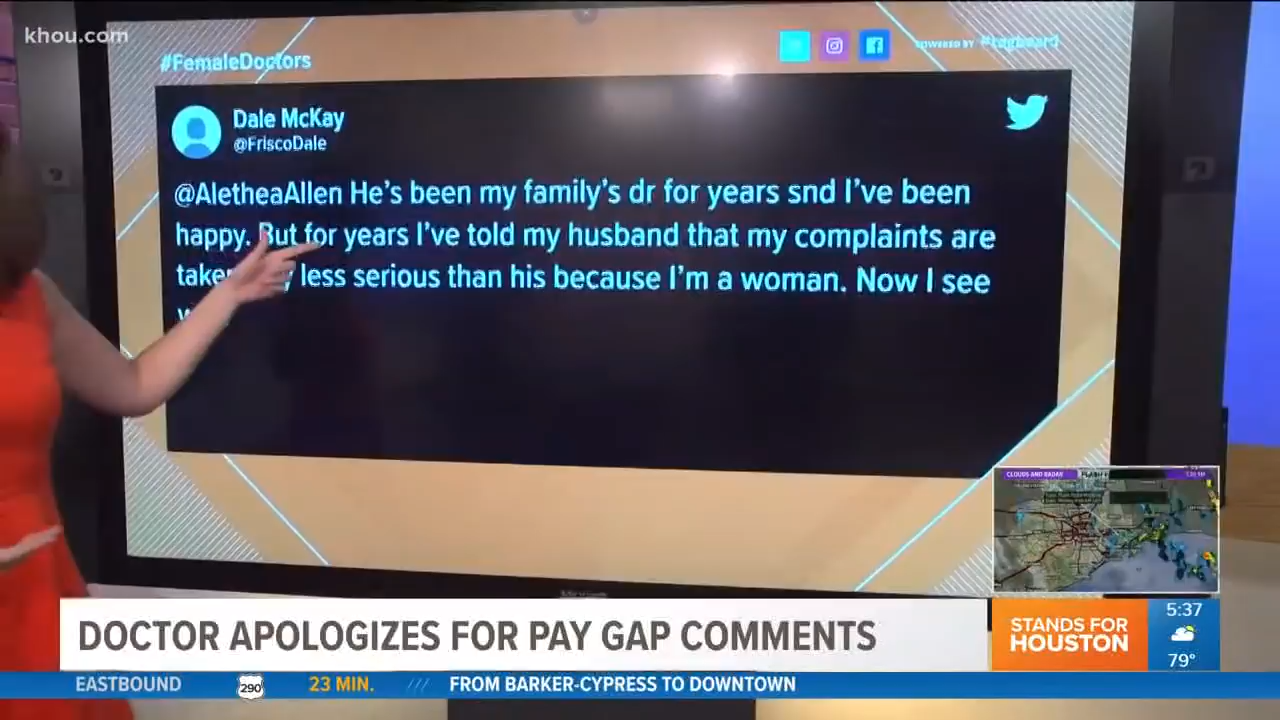 khou.com
#FemaleDoctors
POWERED BY #tagboard
Dale McKay
@FriscoDale
@AletheaAllen He's been my family's dr for years snd I've been
happy. But for years I've told my husband that my complaints are
less serious than his because I'm a woman. Now I see
CLOUDS AND RADAR
DOCTOR APOLOGIZES FOR PAY GAP COMMENTS
STANDS FOR
HOUSTON
5:37
79°
EASTBOUND 290 23 MIN. /// FROM BARKER-CYPRESS TO DOWNTOWN